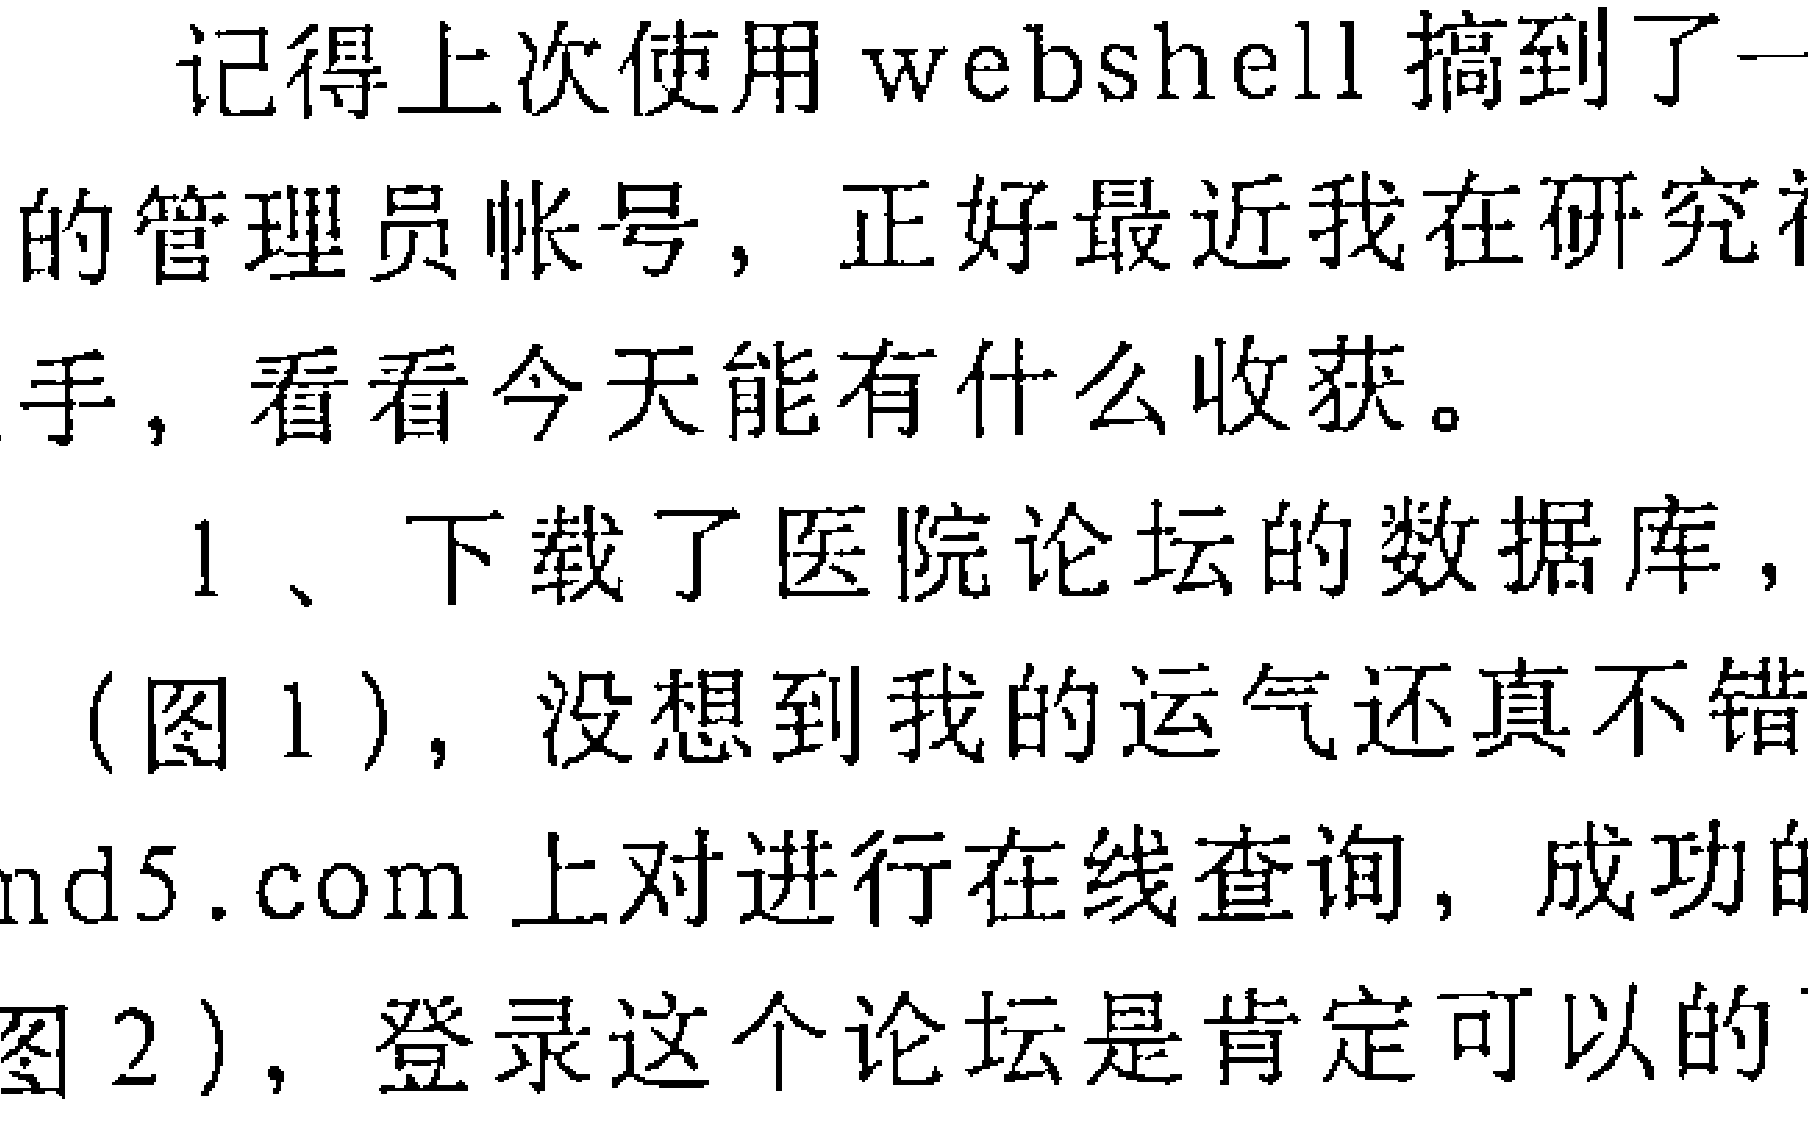 记得上次使用 webshell 搞到了一
的管理员帐号，正好最近我在研究
手，看看今天能有什么收获。
1、下载了医院论坛的数据库，
（图1），没想到我的运气还真不错
md5.com 上对进行在线查询，成功的
图2），登录这个论坛是肯定可以的